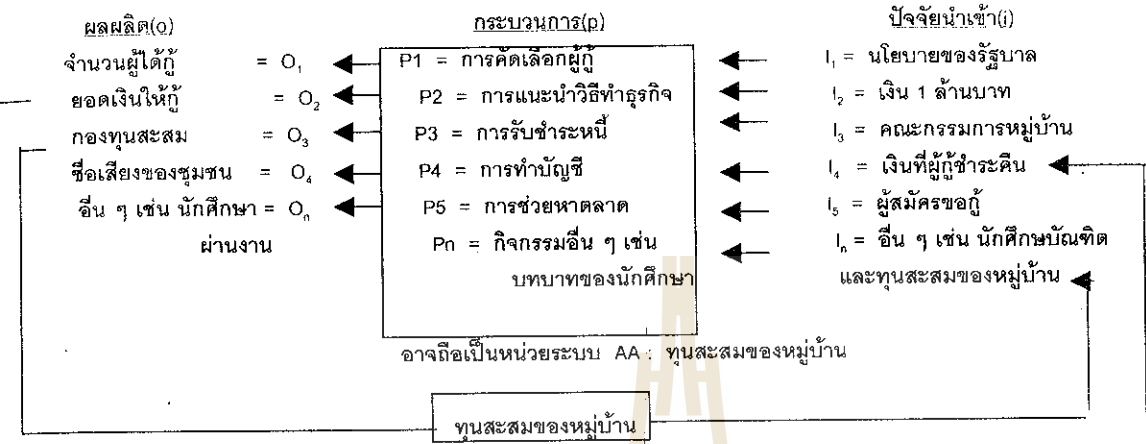 ผลผลิต(o) กระบวนการ(p) ปัจจัยนำเข้า(i)
จำนวนผู้ได้กู้ = O₁ P1 = การคัดเลือกผู้กู้ I₁ = นโยบายของรัฐบาล
ยอดเงินให้กู้ = O₂ P2 = การแนะนำวิธีทำธุรกิจ I₂ = เงิน 1 ล้านบาท
กองทุนสะสม = O₃ P3 = การรับชำระหนี้ I₃ = คณะกรรมการหมู่บ้าน
ชื่อเสียงของชุมชน = O₄ P4 = การทำบัญชี I₄ = เงินที่ผู้กู้ชำระคืน
อื่น ๆ เช่น นักศึกษา = Oₙ P5 = การช่วยหาตลาด I₅ = ผู้สมัครขอกู้
ผ่านงาน Pn = กิจกรรมอื่น ๆ เช่น Iₙ = อื่น ๆ เช่น นักศึกษบัณฑิต
บทบาทของนักศึกษา และทุนสะสมของหมู่บ้าน
อาจถือเป็นหน่วยระบบ AA : ทุนสะสมของหมู่บ้าน
ทุนสะสมของหมู่บ้าน